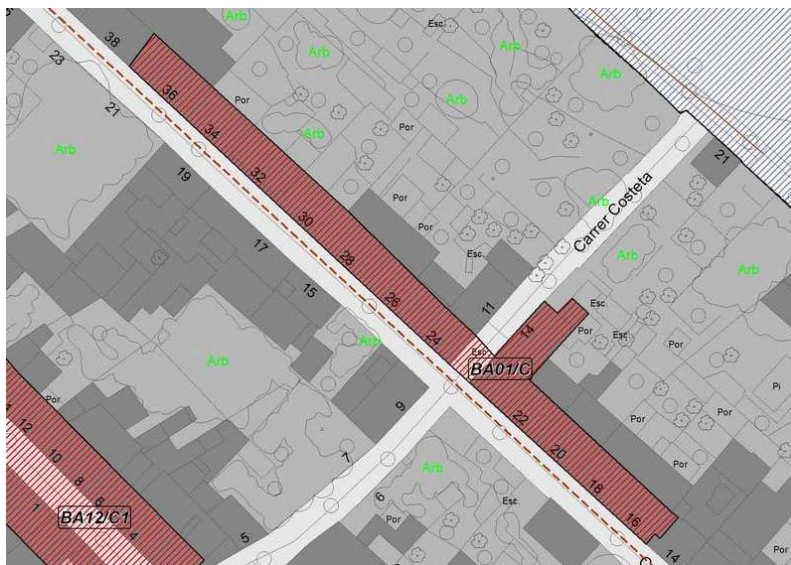 Arb
Esc.
38
23
Arb
Arb
36
Arb
Por
Arb
21
34
Arb
Por
21
Arb
19
32
Por
Arb
Carrer Costeta
30
Por
17
Esc.
Arb
Arb
28
15
26
11
Esc.
14
Por
Esc.
24
Arb
Por
Arb
Esc
BA01/C
Pi
Por
9
22
Por
12
20
Por
10
7
Arb
Por
8
18
6
6
Esc.
1
BA12/C1
4
Por
16
5
14
Por